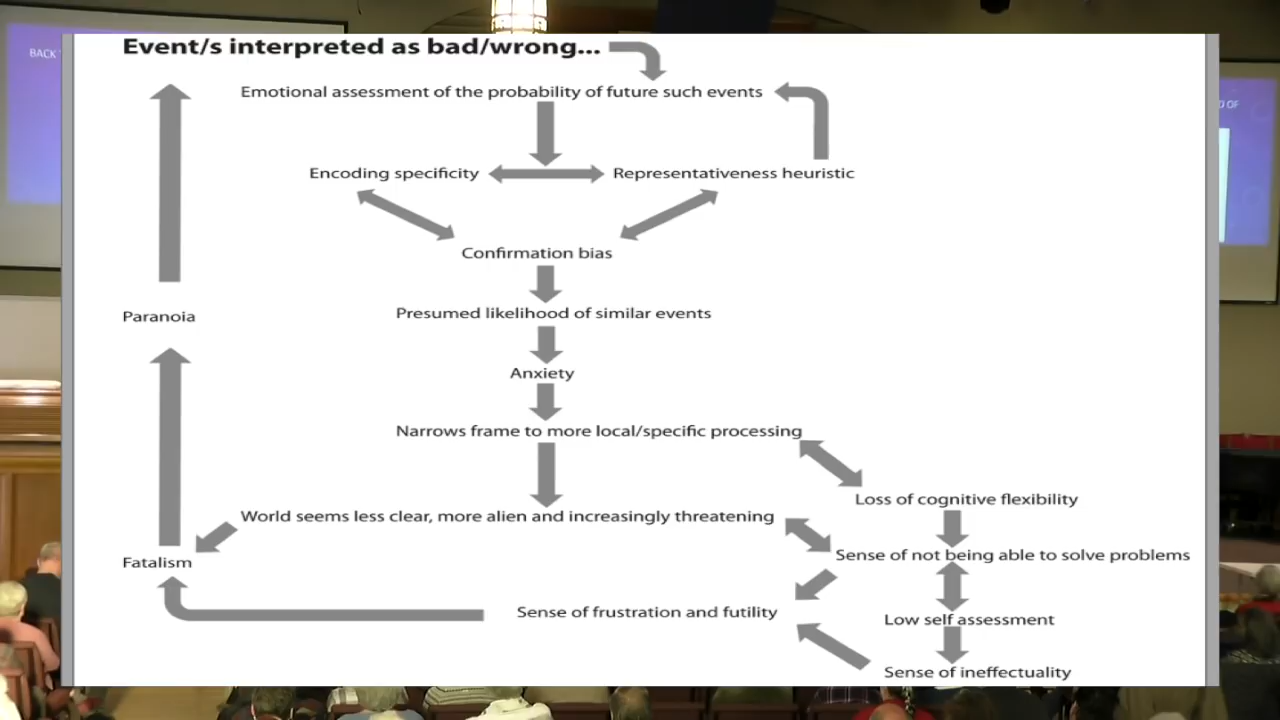 Event/s interpreted as bad/wrong...
BACK
Emotional assessment of the probability of future such events
D OF
Encoding specificity
Representativeness heuristic
Confirmation bias
Presumed likelihood of similar events
Paranoia
Anxiety
Narrows frame to more local/specific processing
Loss of cognitive flexibility
World seems less clear, more alien and increasingly threatening
Sense of not being able to solve problems
Fatalism
Sense of frustration and futility
Low self assessment
Sense of ineffectuality